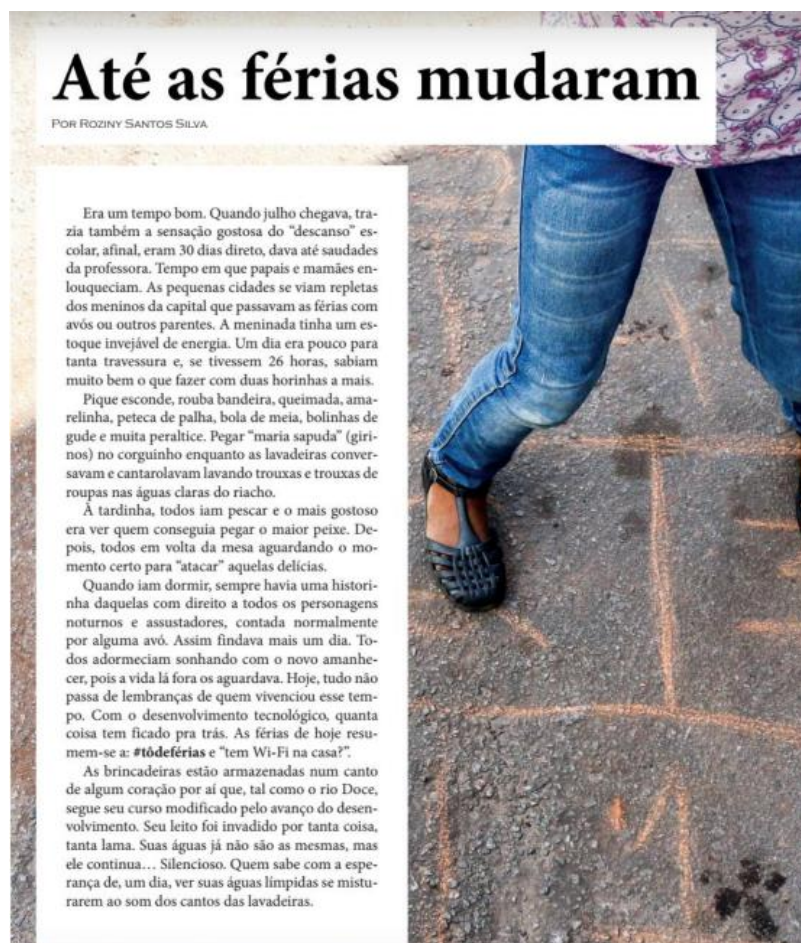 Até as férias mudaram
Por Roziny Santos Silva
Era um tempo bom. Quando julho chegava, tra-
zia também a sensação gostosa do “descanso” es-
colar, afinal, eram 30 dias direto, dava até saudades
da professora. Tempo em que papais e mamães en-
louqueciam. As pequenas cidades se viam repletas
dos meninos da capital que passavam as férias com
avós ou outros parentes. A meninada tinha um es-
toque invejável de energia. Um dia era pouco para
tanta travessura e, se tivessem 26 horas, sabiam
muito bem o que fazer com duas horinhas a mais.
Pique esconde, rouba bandeira, queimada, ama-
relinha, peteca de palha, bola de meia, bolinhas de
gude e muita peraltice. Pegar “maria sapuda” (giri-
nos) no corguinho enquanto as lavadeiras conver-
savam e cantarolavam lavando trouxas e trouxas de
roupas nas águas claras do riacho.
À tardinha, todos iam pescar e o mais gostoso
era ver quem conseguia pegar o maior peixe. De-
pois, todos em volta da mesa aguardando o mo-
mento certo para “atacar” aquelas delícias.
Quando iam dormir, sempre havia uma histori-
nha daquelas com direito a todos os personagens
noturnos e assustadores, contada normalmente
por alguma avó. Assim findava mais um dia. To-
dos adormeciam sonhando com o novo amanhe-
cer, pois a vida lá fora os aguardava. Hoje, tudo não
passa de lembranças de quem vivenciou esse tem-
po. Com o desenvolvimento tecnológico, quanta
coisa tem ficado pra trás. As férias de hoje resu-
mem-se a: #tôdeférias e “tem Wi-Fi na casa?”.
As brincadeiras estão armazenadas num canto
de algum coração por aí que, tal como o rio Doce,
segue seu curso modificado pelo avanço do desen-
volvimento. Seu leito foi invadido por tanta coisa,
tanta lama. Suas águas já não são as mesmas, mas
ele continua… Silencioso. Quem sabe com a espe-
rança de, um dia, ver suas águas límpidas se mistu-
rarem ao som dos cantos das lavadeiras.